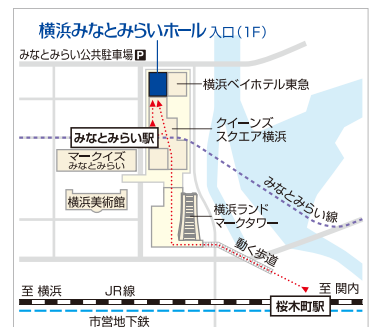 横浜みなとみらいホール 入口(1F)
みなとみらい公共駐車場 P
横浜ベイホテル東急
クイーンズ
スクエア横浜
みなとみらい駅
マークイズ
みなとみらい
みなとみらい線
横浜美術館
横浜ランド
マークタワー
動く歩道
至 横浜
JR線
至 関内
桜木町駅
市営地下鉄